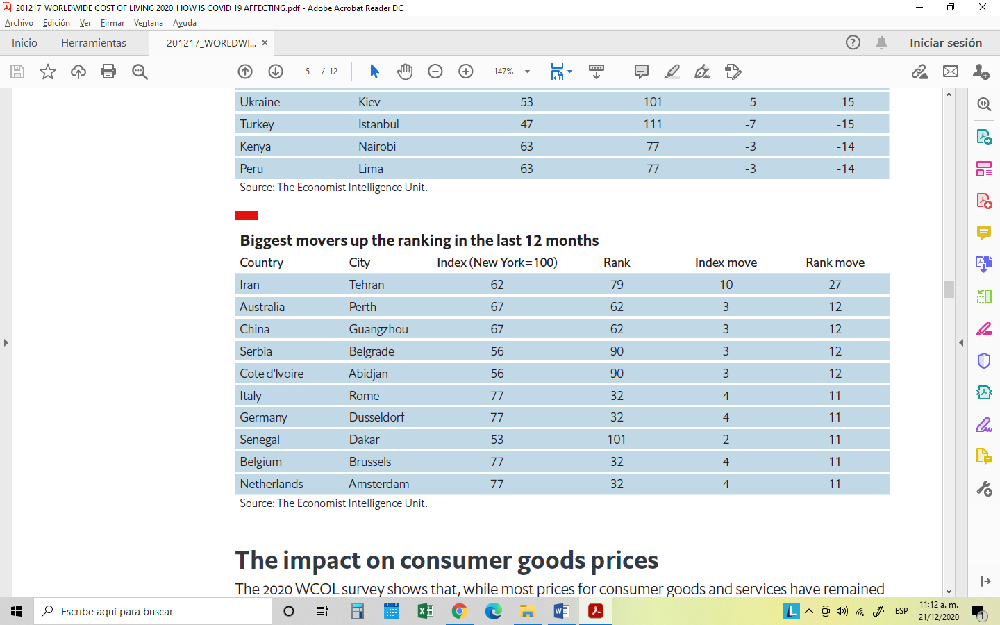 201217_WORLDWIDE COST OF LIVING 2020_HOW IS COVID 19 AFFECTING.pdf - Adobe Acrobat Reader DC
Archivo Edición Ver Firmar Ventana Ayuda
Inicio Herramientas 201217_WORLDWI... × Iniciar sesión
5 / 12 147%
Ukraine Kiev 53 101 -5 -15
Turkey Istanbul 47 111 -7 -15
Kenya Nairobi 63 77 -3 -14
Peru Lima 63 77 -3 -14
Source: The Economist Intelligence Unit.
Biggest movers up the ranking in the last 12 months
Country City Index (New York=100) Rank Index move Rank move
Iran Tehran 62 79 10 27
Australia Perth 67 62 3 12
China Guangzhou 67 62 3 12
Serbia Belgrade 56 90 3 12
Cote d'Ivoire Abidjan 56 90 3 12
Italy Rome 77 32 4 11
Germany Dusseldorf 77 32 4 11
Senegal Dakar 53 101 2 11
Belgium Brussels 77 32 4 11
Netherlands Amsterdam 77 32 4 11
Source: The Economist Intelligence Unit.
The impact on consumer goods prices
The 2020 WCOL survey shows that, while most prices for consumer goods and services have remained
Escribe aquí para buscar L ESP 11:12 a. m.
21/12/2020 1